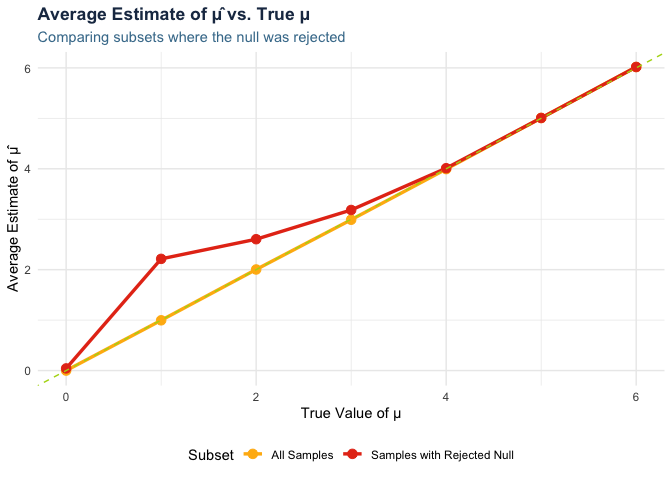 Average Estimate of μ̂ vs. True μ
Comparing subsets where the null was rejected
Average Estimate of μ̂
6
4
2
0
0 2 4 6
True Value of μ
Subset All Samples Samples with Rejected Null